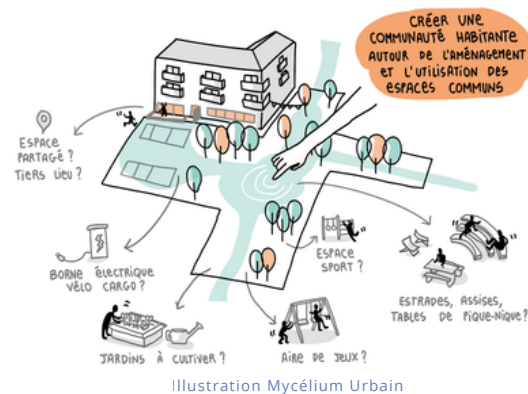 CRÉER UNE
COMMUNAUTÉ HABITANTE
AUTOUR DE L'AMÉNAGEMENT
ET L'UTILISATION DES
ESPACES COMMUNS
ESPACE
PARTAGÉ ?
TIERS LIEU ?
BORNE ÉLECTRIQUE
VÉLO CARGO ?
ESPACE
SPORT ?
ESTRADES, ASSISES,
TABLES DE PIQUE-NIQUE ?
JARDINS À CULTIVER ?
AIRE DE JEUX ?
Illustration Mycélium Urbain